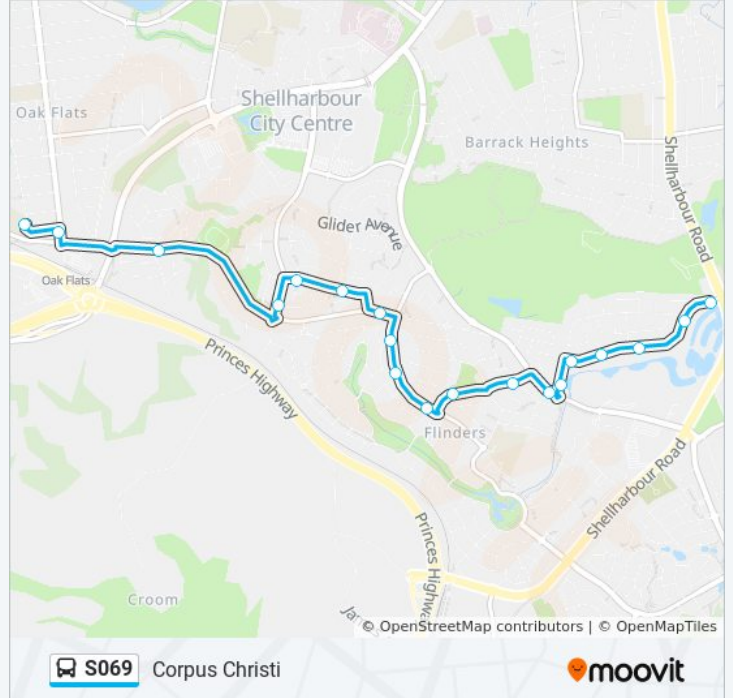 Oak Flats
Shellharbour
City Centre
Barrack Heights
Shellharbour Road
Glider Avenue
Oak Flats
Princes Highway
Flinders
Shellharbour Road
Princes Highway
Croom
© OpenStreetMap contributors | © OpenMapTiles
S069 Corpus Christi
moovit